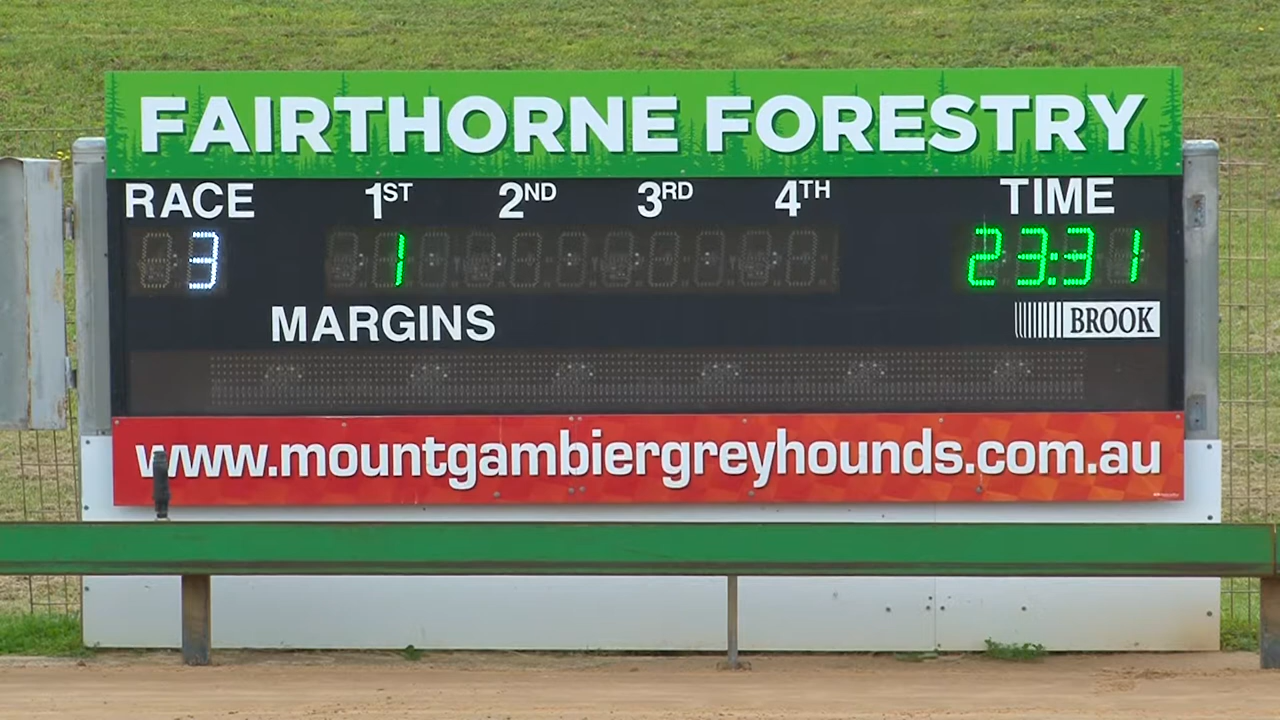 FAIRTHORNE FORESTRY
RACE 1ST 2ND 3RD 4TH TIME
3 1 23:31
MARGINS
BROOK
www.mountgambiergreyhounds.com.au